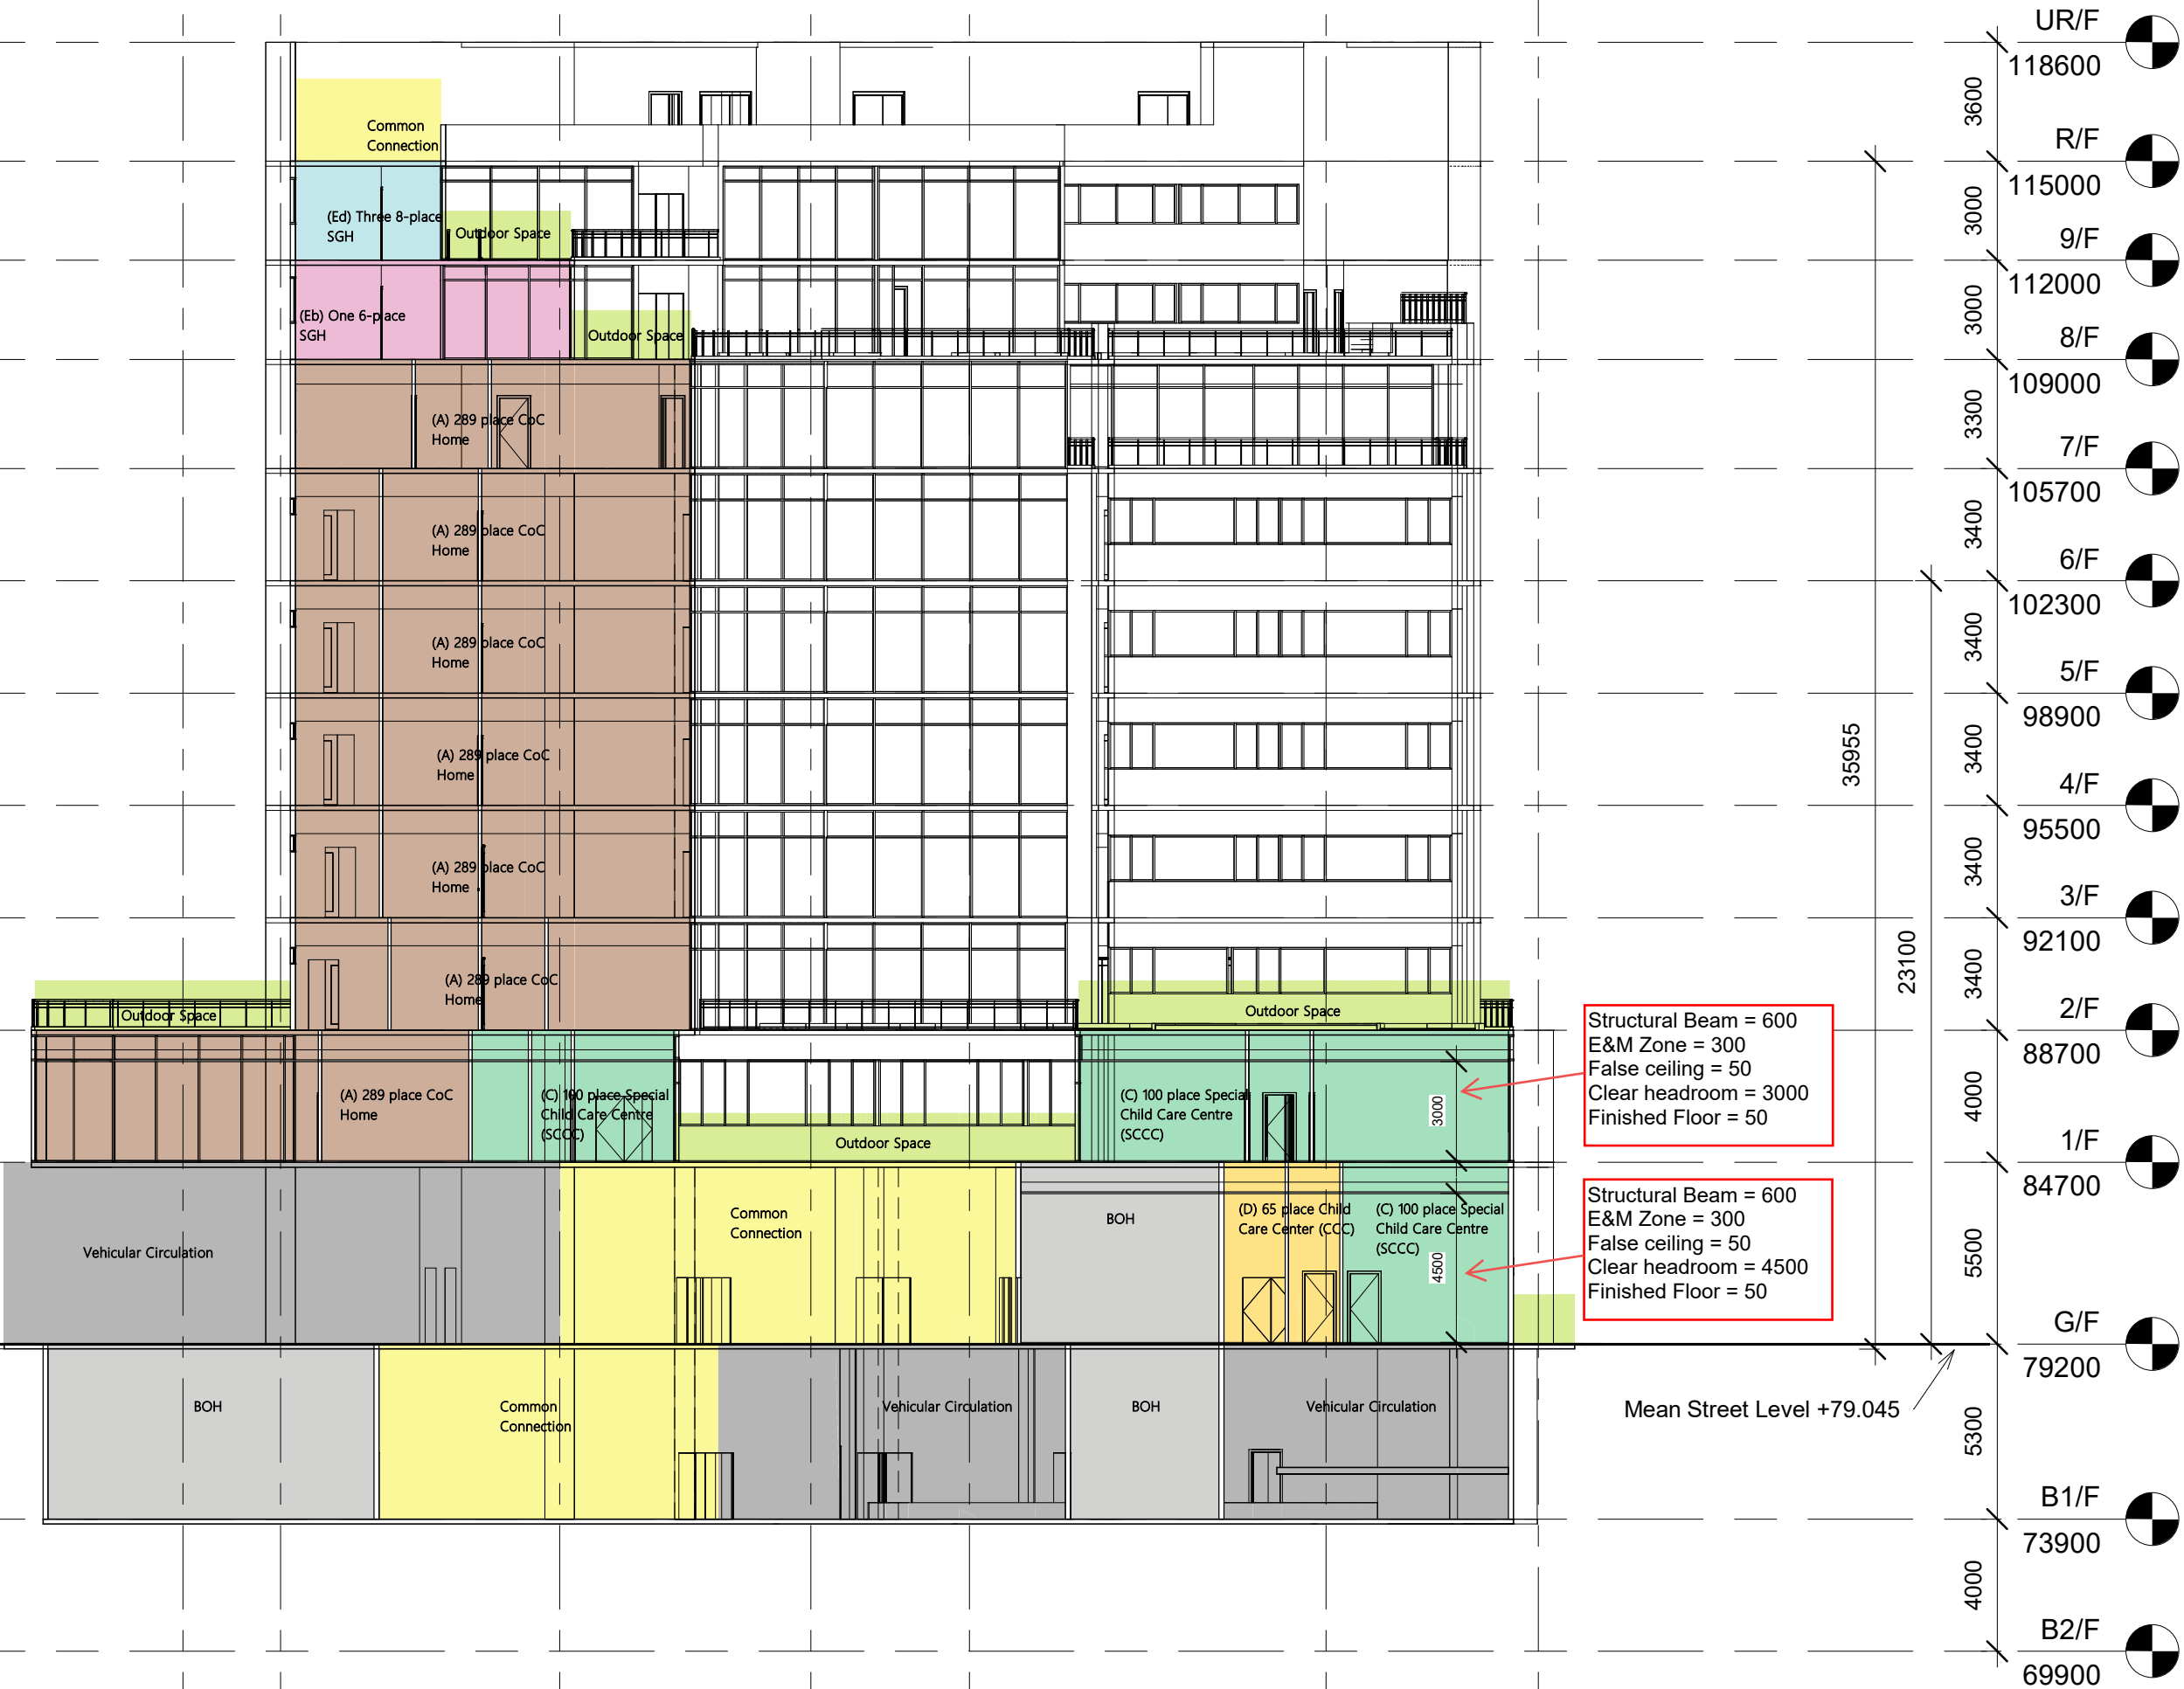 UR/F
118600
3600
Common
Connection
R/F
115000
3000
(Ed) Three 8-place
SGH
Outdoor Space
9/F
112000
3000
(Eb) One 6-place
SGH
Outdoor Space
8/F
109000
3300
(A) 289 place CoC
Home
7/F
105700
3400
(A) 289 place CoC
Home
6/F
102300
3400
(A) 289 place CoC
Home
5/F
98900
3400
35955
(A) 289 place CoC
Home
4/F
95500
3400
(A) 289 place CoC
Home
3/F
92100
3400
23100
(A) 289 place CoC
Home
Outdoor Space
Outdoor Space
2/F
88700
4000
Structural Beam = 600
E&M Zone = 300
False ceiling = 50
Clear headroom = 3000
Finished Floor = 50
(A) 289 place CoC
Home
(C) 100 place Special
Child Care Centre
(SCCC)
Outdoor Space
(C) 100 place Special
Child Care Centre
(SCCC)
3000
1/F
84700
5500
Structural Beam = 600
E&M Zone = 300
False ceiling = 50
Clear headroom = 4500
Finished Floor = 50
Vehicular Circulation
Common
Connection
BOH
(D) 65 place Child
Care Center (CCC)
(C) 100 place Special
Child Care Centre
(SCCC)
4500
G/F
79200
5300
Mean Street Level +79.045
BOH
Common
Connection
Vehicular Circulation
BOH
Vehicular Circulation
B1/F
73900
4000
B2/F
69900